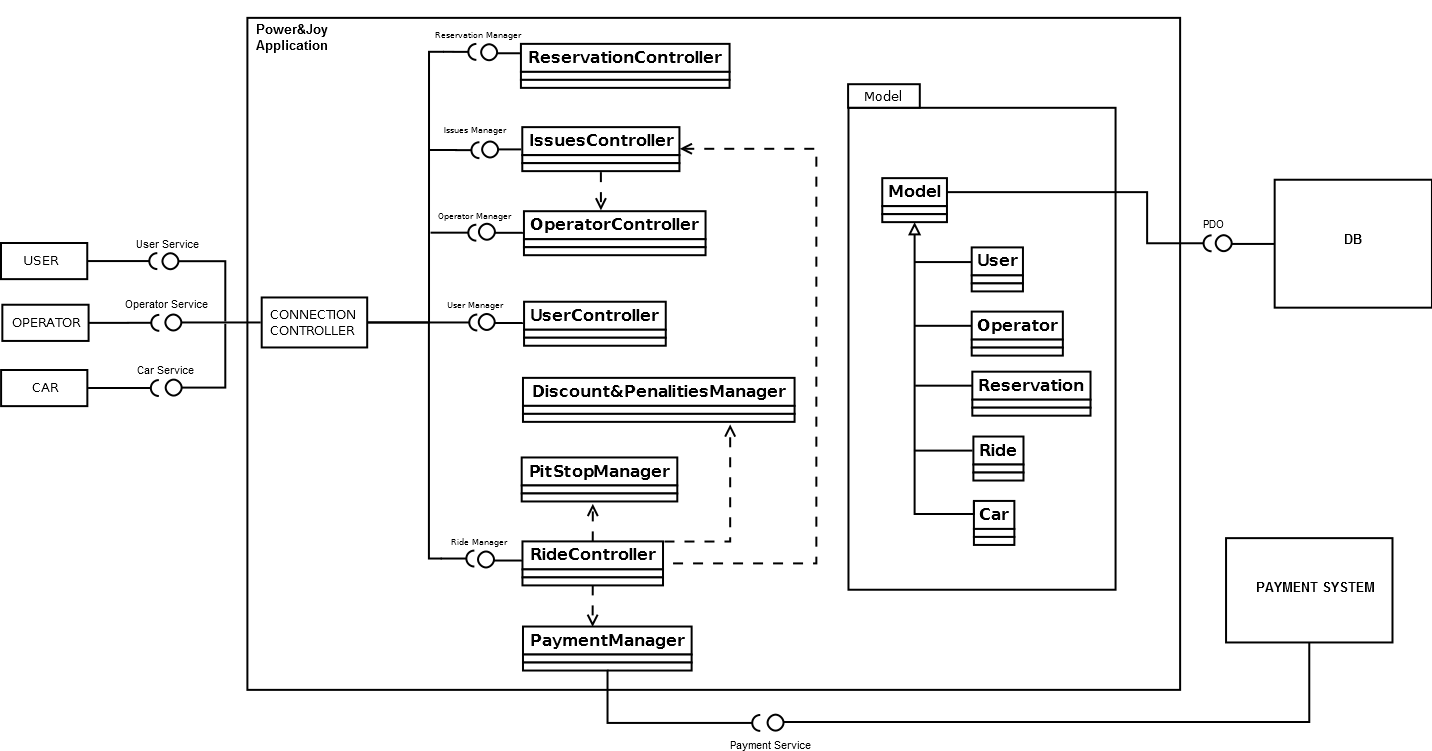 Power&Joy
Application
Reservation Manager
ReservationController
Issues Manager
IssuesController
Operator Manager
OperatorController
User Manager
UserController
Discount&PenalitiesManager
PitStopManager
Ride Manager
RideController
PaymentManager
Payment Service
USER
User Service
OPERATOR
Operator Service
CAR
Car Service
CONNECTION
CONTROLLER
Model
Model
User
Operator
Reservation
Ride
Car
PDO
DB
PAYMENT SYSTEM